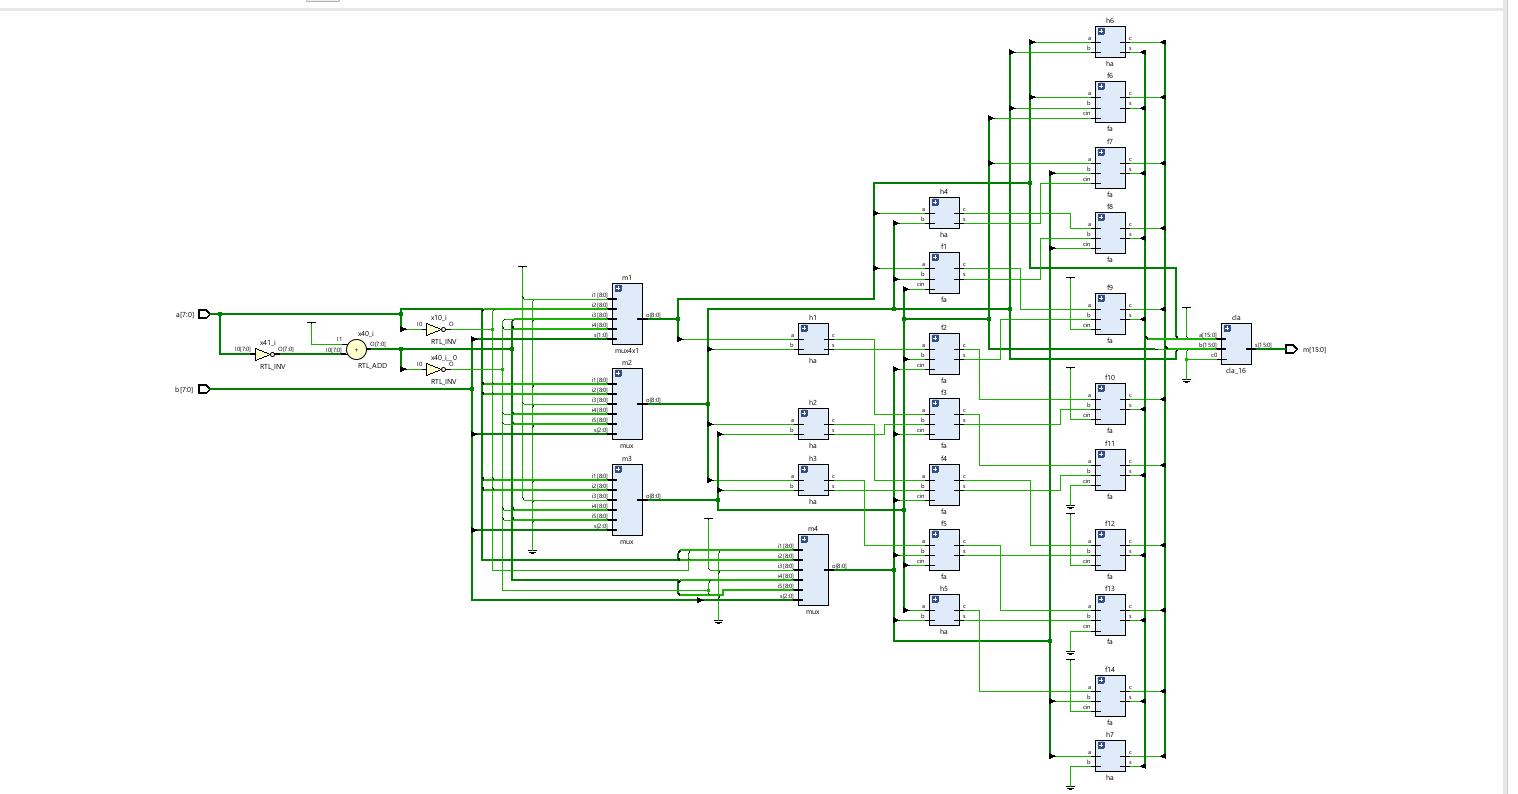 a[7:0]
b[7:0]
x41_i
I0[7:0]
O[7:0]
RTL_INV
x40_i
I1
I0[7:0]
+
O[7:0]
RTL_ADD
x10_i
I0
O
RTL_INV
x40_i__0
I0
O
RTL_INV
m1
i1[8:0]
i2[8:0]
i3[8:0]
i4[8:0]
s[1:0]
o[8:0]
mux4x1
m2
i1[8:0]
i2[8:0]
i3[8:0]
i4[8:0]
i5[8:0]
s[2:0]
o[8:0]
mux
m3
i1[8:0]
i2[8:0]
i3[8:0]
i4[8:0]
i5[8:0]
s[2:0]
o[8:0]
mux
m4
i1[8:0]
i2[8:0]
i3[8:0]
i4[8:0]
i5[8:0]
s[2:0]
o[8:0]
mux
h1
a
b
c
s
ha
h2
a
b
c
s
ha
h3
a
b
c
s
ha
h4
a
b
c
s
ha
f1
a
b
cin
c
s
fa
f2
a
b
cin
c
s
fa
f3
a
b
cin
c
s
fa
f4
a
b
cin
c
s
fa
f5
a
b
cin
c
s
fa
h5
a
b
c
s
ha
h6
a
b
c
s
ha
f6
a
b
cin
c
s
fa
f7
a
b
cin
c
s
fa
f8
a
b
cin
c
s
fa
f9
a
b
cin
c
s
fa
f10
a
b
cin
c
s
fa
f11
a
b
cin
c
s
fa
f12
a
b
cin
c
s
fa
f13
a
b
cin
c
s
fa
f14
a
b
cin
c
s
fa
h7
a
b
c
s
ha
cla
a[15:0]
b[15:0]
c0
s[15:0]
cla_16
m[15:0]